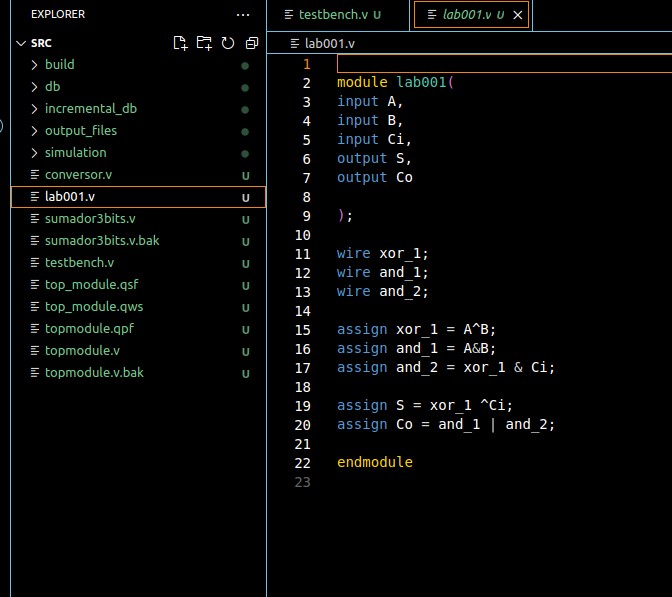 EXPLORER
...
SRC
build
db
incremental_db
output_files
simulation
conversor.v U
lab001.v U
sumador3bits.v U
sumador3bits.v.bak U
testbench.v U
top_module.qsf U
top_module.qws U
topmodule.qpf U
topmodule.v U
topmodule.v.bak U
testbench.v U
lab001.v U
lab001.v
1
2 module lab001(
3 input A,
4 input B,
5 input Ci,
6 output S,
7 output Co
8
9 );
10
11 wire xor_1;
12 wire and_1;
13 wire and_2;
14
15 assign xor_1 = A^B;
16 assign and_1 = A&B;
17 assign and_2 = xor_1 & Ci;
18
19 assign S = xor_1 ^Ci;
20 assign Co = and_1 | and_2;
21
22 endmodule
23